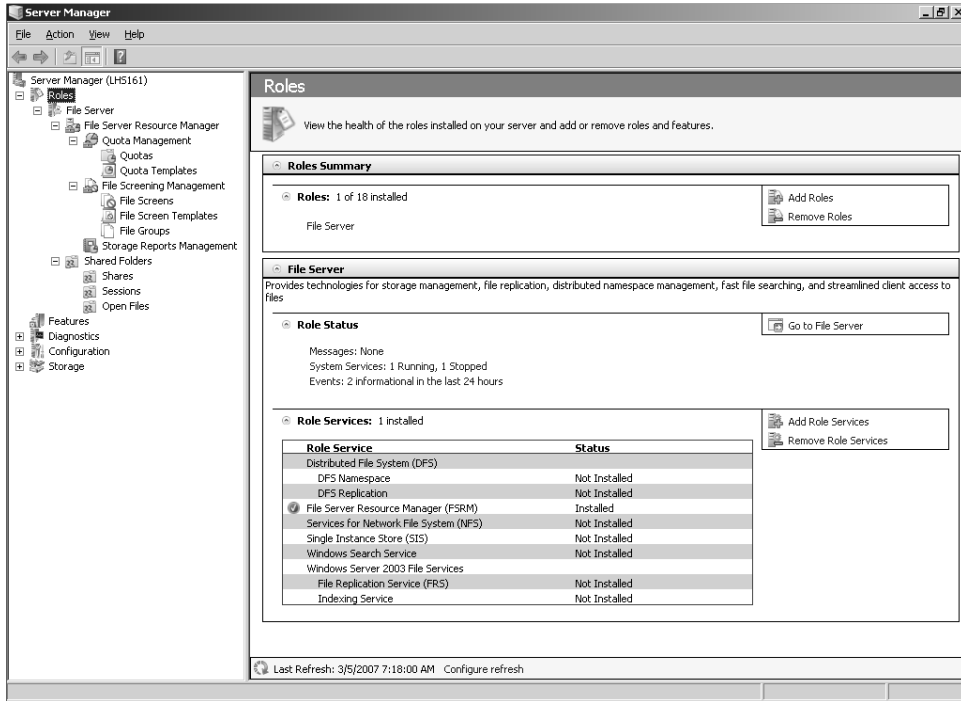 Server Manager
File Action View Help
Server Manager (LH5161)
Roles
File Server
File Server Resource Manager
Quota Management
Quotas
Quota Templates
File Screening Management
File Screens
File Screen Templates
File Groups
Storage Reports Management
Shared Folders
Shares
Sessions
Open Files
Features
Diagnostics
Configuration
Storage
Roles
View the health of the roles installed on your server and add or remove roles and features.
Roles Summary
Roles: 1 of 18 installed
File Server
Add Roles
Remove Roles
File Server
Provides technologies for storage management, file replication, distributed namespace management, fast file searching, and streamlined client access to
files
Role Status
Go to File Server
Messages: None
System Services: 1 Running, 1 Stopped
Events: 2 informational in the last 24 hours
Role Services: 1 installed
Add Role Services
Remove Role Services
Role Service Status
Distributed File System (DFS)
DFS Namespace Not Installed
DFS Replication Not Installed
File Server Resource Manager (FSRM) Installed
Services for Network File System (NFS) Not Installed
Single Instance Store (SIS) Not Installed
Windows Search Service Not Installed
Windows Server 2003 File Services
File Replication Service (FRS) Not Installed
Indexing Service Not Installed
Last Refresh: 3/5/2007 7:18:00 AM Configure refresh